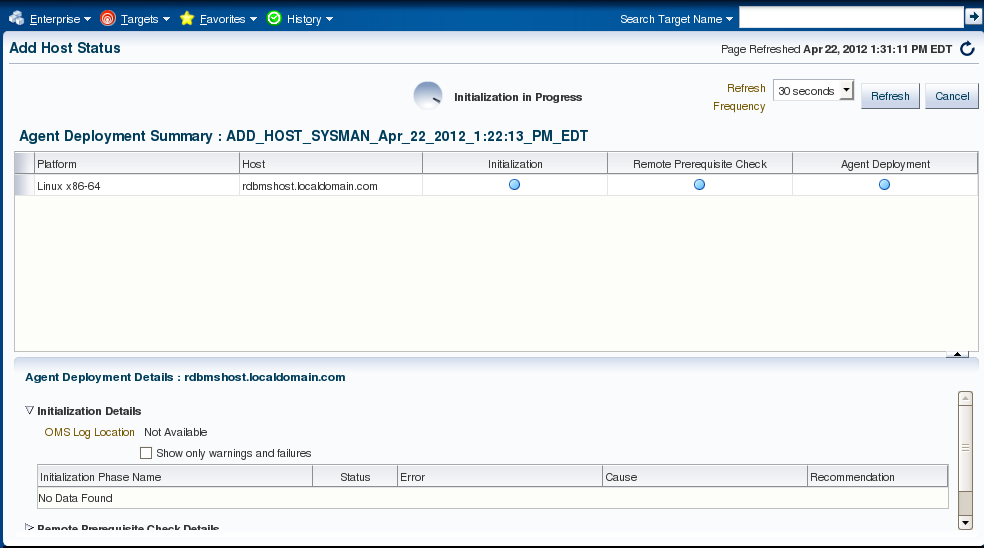 Enterprise Targets Favorites History Search Target Name
Add Host Status Page Refreshed Apr 22, 2012 1:31:11 PM EDT
Initialization in Progress Refresh Frequency 30 seconds Refresh Cancel
Agent Deployment Summary : ADD_HOST_SYSMAN_Apr_22_2012_1:22:13_PM_EDT
Platform Host Initialization Remote Prerequisite Check Agent Deployment
Linux x86-64 rdbmshost.localdomain.com
Agent Deployment Details : rdbmshost.localdomain.com
Initialization Details
OMS Log Location Not Available
Show only warnings and failures
Initialization Phase Name Status Error Cause Recommendation
No Data Found
Remote Prerequisite Check Details